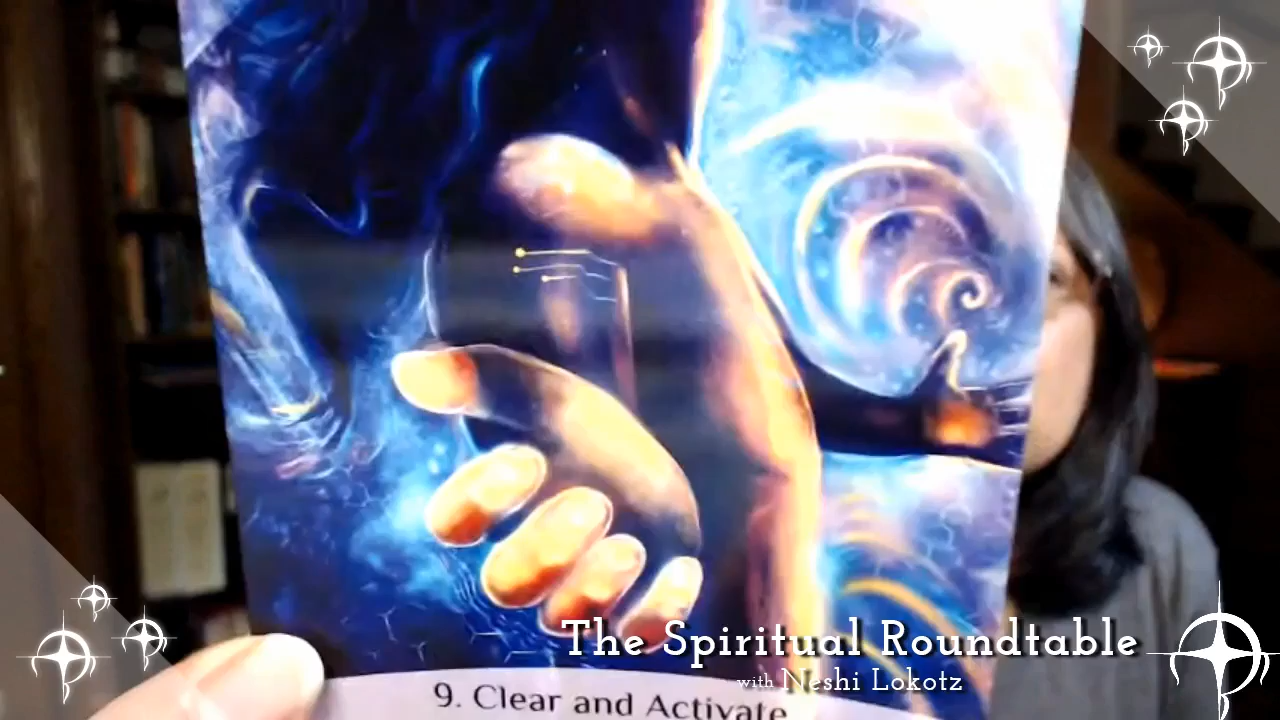 The Spiritual Roundtable
with Neshi Lokotz
9. Clear and Activate